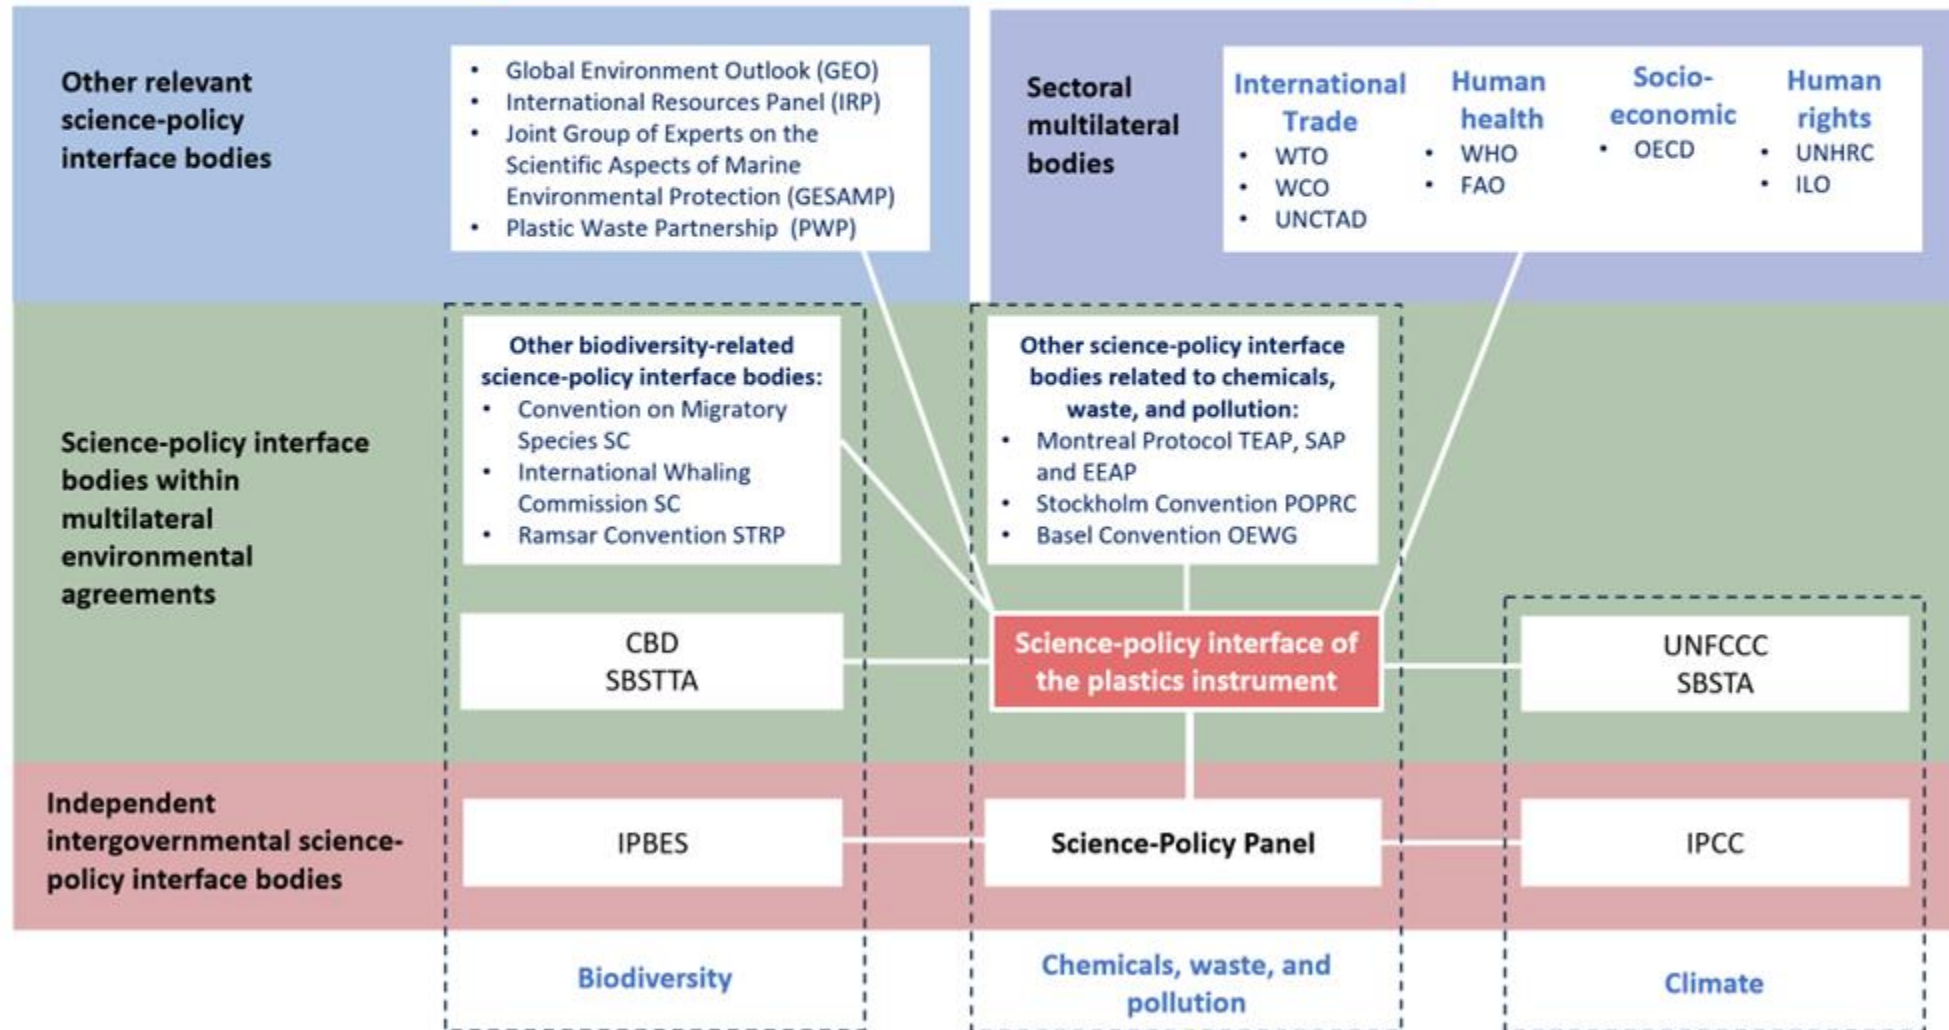 Other relevant
science-policy
interface bodies
• Global Environment Outlook (GEO)
• International Resources Panel (IRP)
• Joint Group of Experts on the
Scientific Aspects of Marine
Environmental Protection (GESAMP)
• Plastic Waste Partnership (PWP)
Sectoral
multilateral
bodies
International
Trade
• WTO
• WCO
• UNCTAD
Human
health
• WHO
• FAO
Socio-
economic
• OECD
Human
rights
• UNHRC
• ILO
Science-policy interface
bodies within
multilateral
environmental
agreements
Other biodiversity-related
science-policy interface bodies:
• Convention on Migratory
Species SC
• International Whaling
Commission SC
• Ramsar Convention STRP
Other science-policy interface
bodies related to chemicals,
waste, and pollution:
• Montreal Protocol TEAP, SAP
and EEAP
• Stockholm Convention POPRC
• Basel Convention OEWG
CBD
SBSTTA
Science-policy interface of
the plastics instrument
UNFCCC
SBSTA
Independent
intergovernmental science-
policy interface bodies
IPBES
Science-Policy Panel
IPCC
Biodiversity
Chemicals, waste, and
pollution
Climate